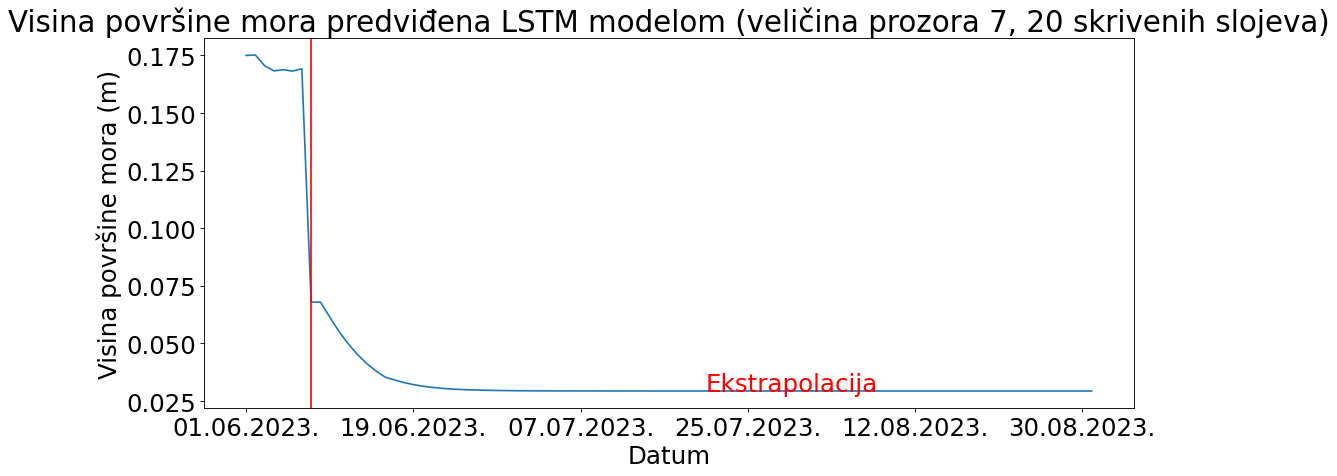 Visina površine mora predviđena LSTM modelom (veličina prozora 7, 20 skrivenih slojeva)
Visina površine mora (m)
0.175
0.150
0.125
0.100
0.075
0.050
0.025
Ekstrapolacija
01.06.2023. 19.06.2023. 07.07.2023. 25.07.2023. 12.08.2023. 30.08.2023.
Datum